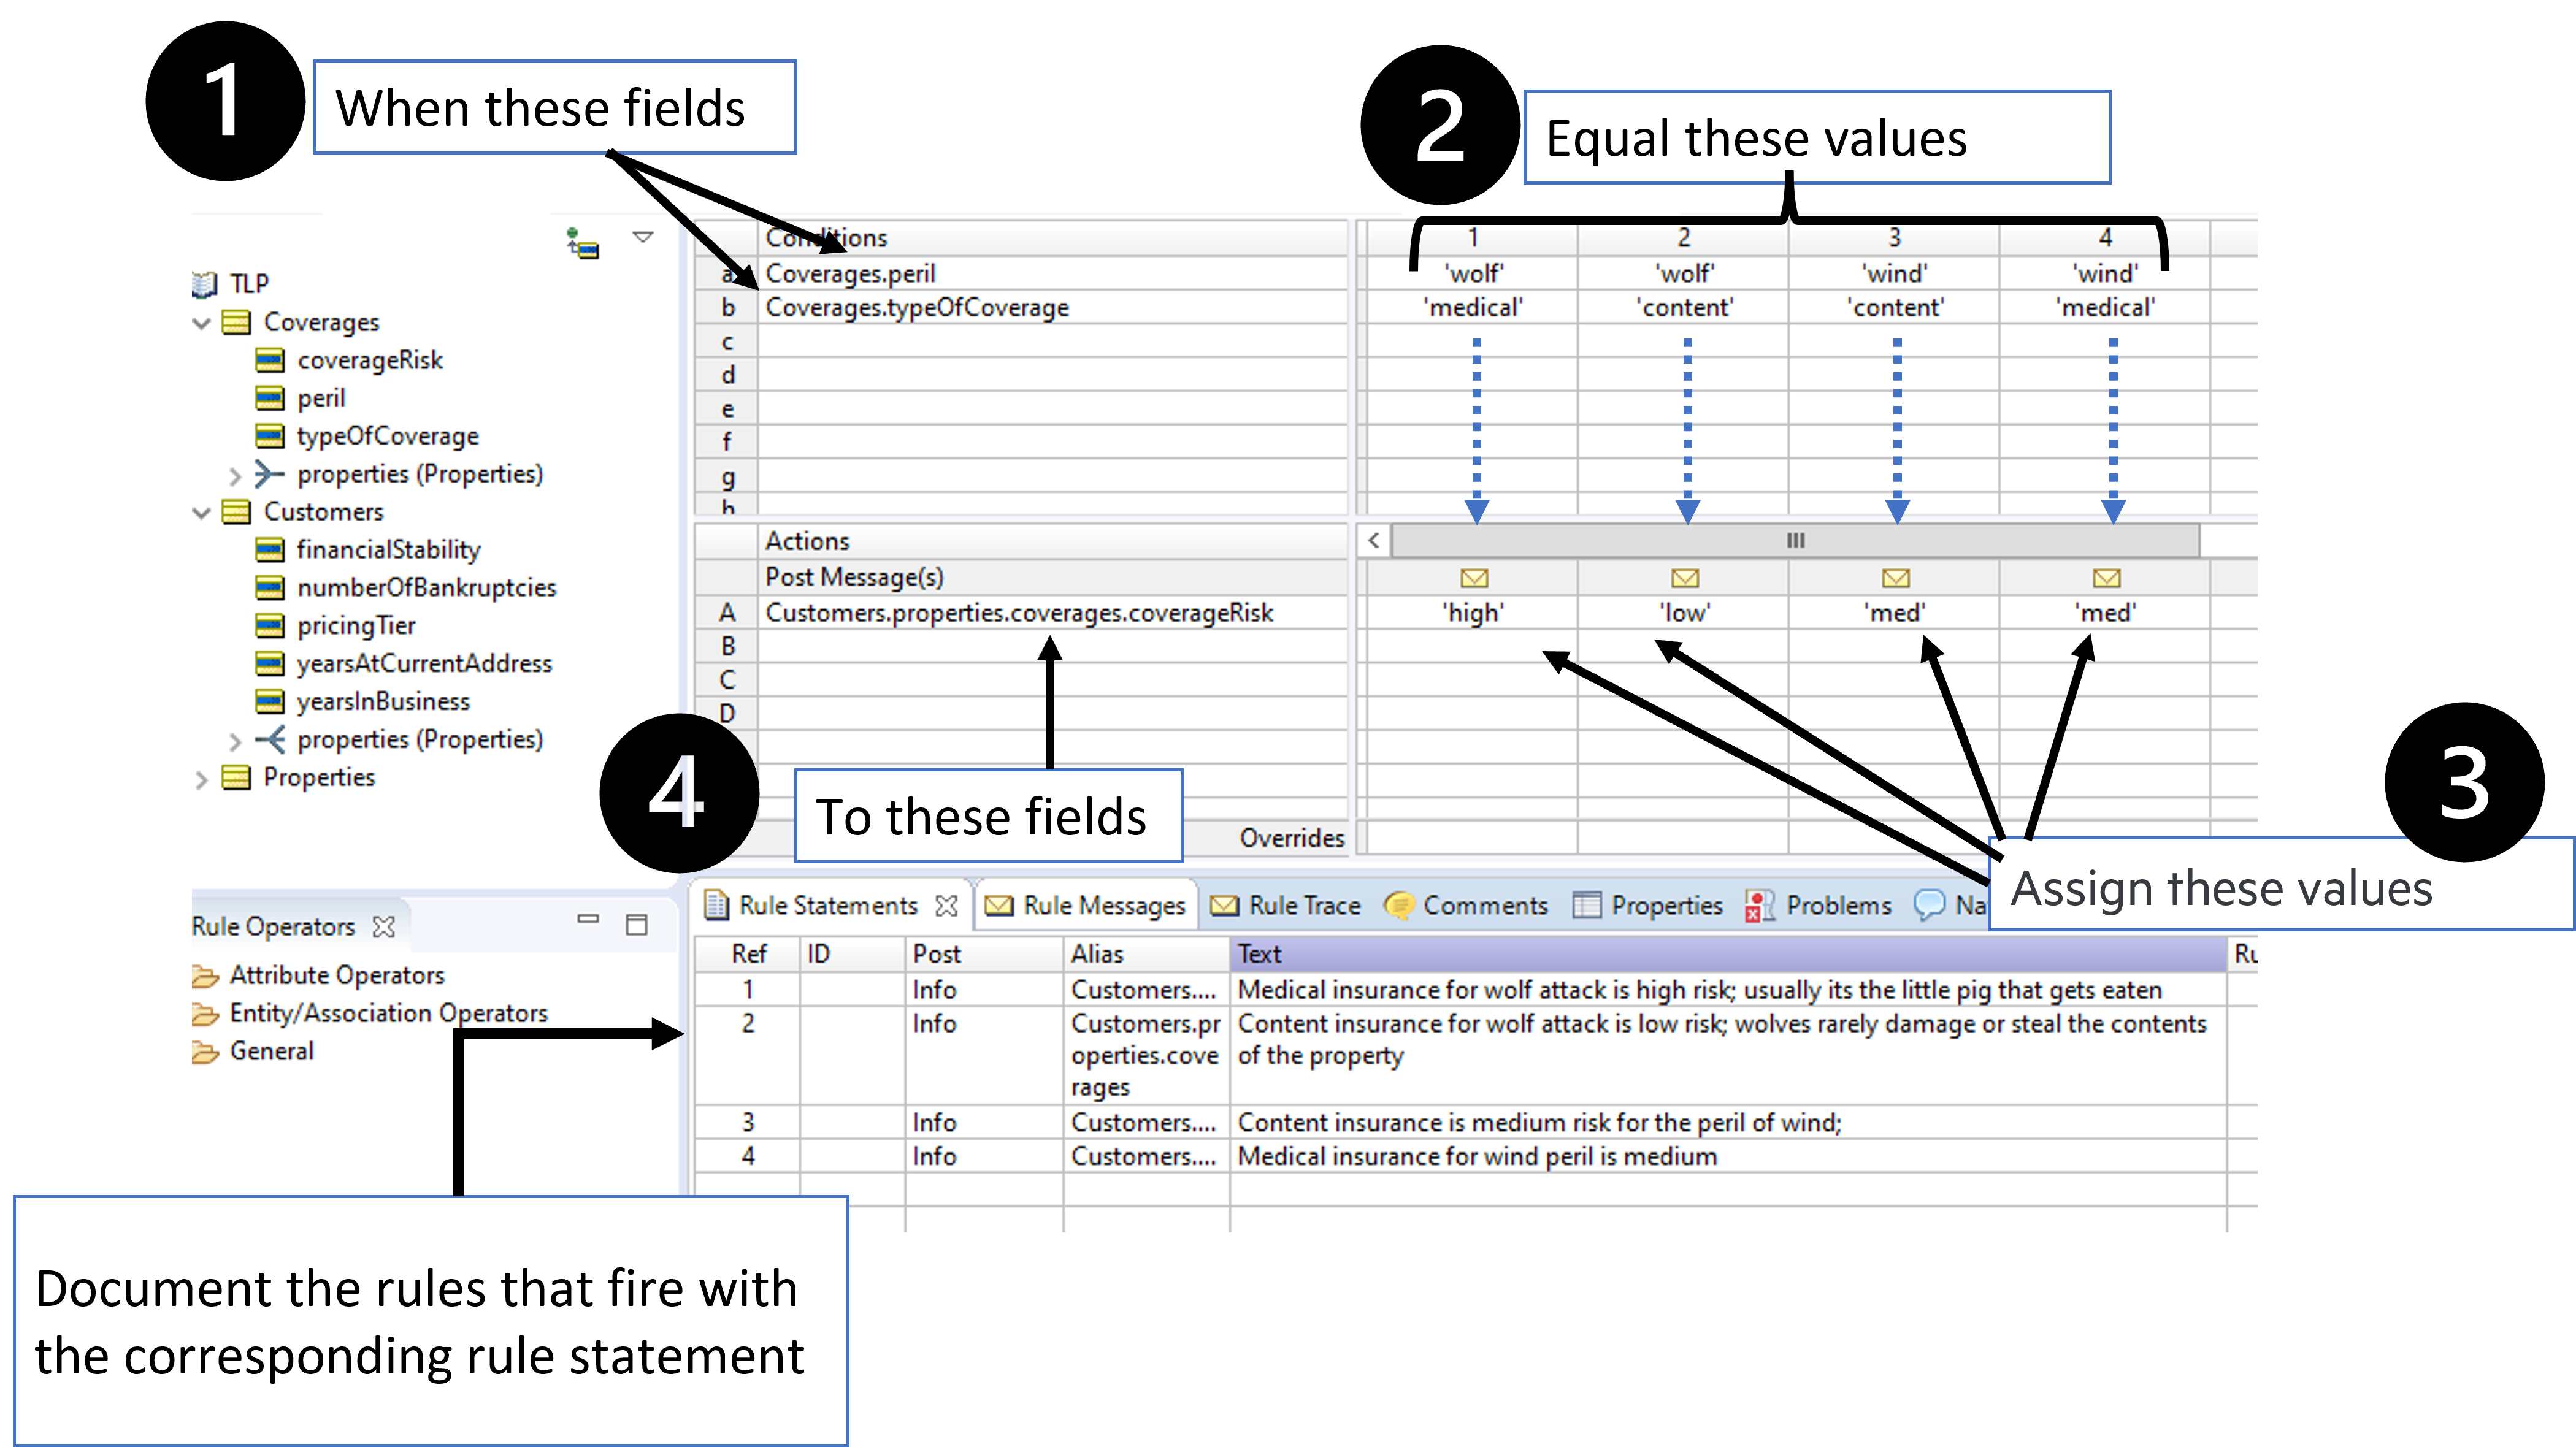 1
When these fields
2
Equal these values
TLP
Coverages
coverageRisk
peril
typeOfCoverage
properties (Properties)
Customers
financialStability
numberOfBankruptcies
pricingTier
yearsAtCurrentAddress
yearsInBusiness
properties (Properties)
Properties
Conditions 1 2 3 4
a Coverages.peril 'wolf' 'wolf' 'wind' 'wind'
b Coverages.typeOfCoverage 'medical' 'content' 'content' 'medical'
c
d
e
f
g
h
Actions
Post Message(s)
A Customers.properties.coverages.coverageRisk 'high' 'low' 'med' 'med'
B
C
D
4
To these fields
Overrides
3
Assign these values
Rule Operators
Attribute Operators
Entity/Association Operators
General
Rule Statements Rule Messages Rule Trace Comments Properties Problems Na
Ref ID Post Alias Text Ru
1 Info Customers.... Medical insurance for wolf attack is high risk; usually its the little pig that gets eaten
2 Info Customers.pr Content insurance for wolf attack is low risk; wolves rarely damage or steal the contents
operties.cove of the property
rages
3 Info Customers.... Content insurance is medium risk for the peril of wind;
4 Info Customers.... Medical insurance for wind peril is medium
Document the rules that fire with
the corresponding rule statement